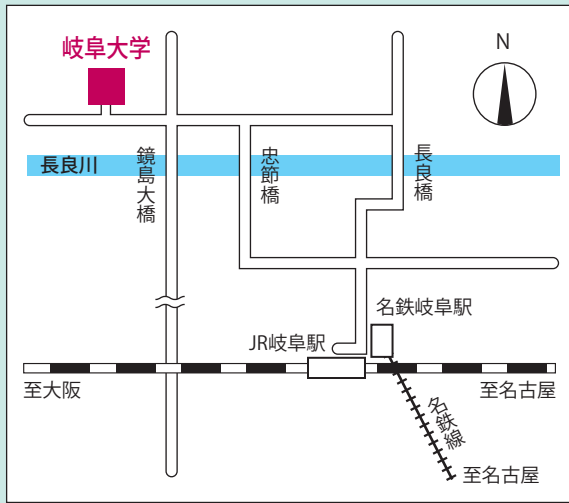 岐阜大学
N
長良川
鏡島大橋
忠節橋
長良橋
名鉄岐阜駅
JR岐阜駅
至大阪
至名古屋
名鉄線
至名古屋